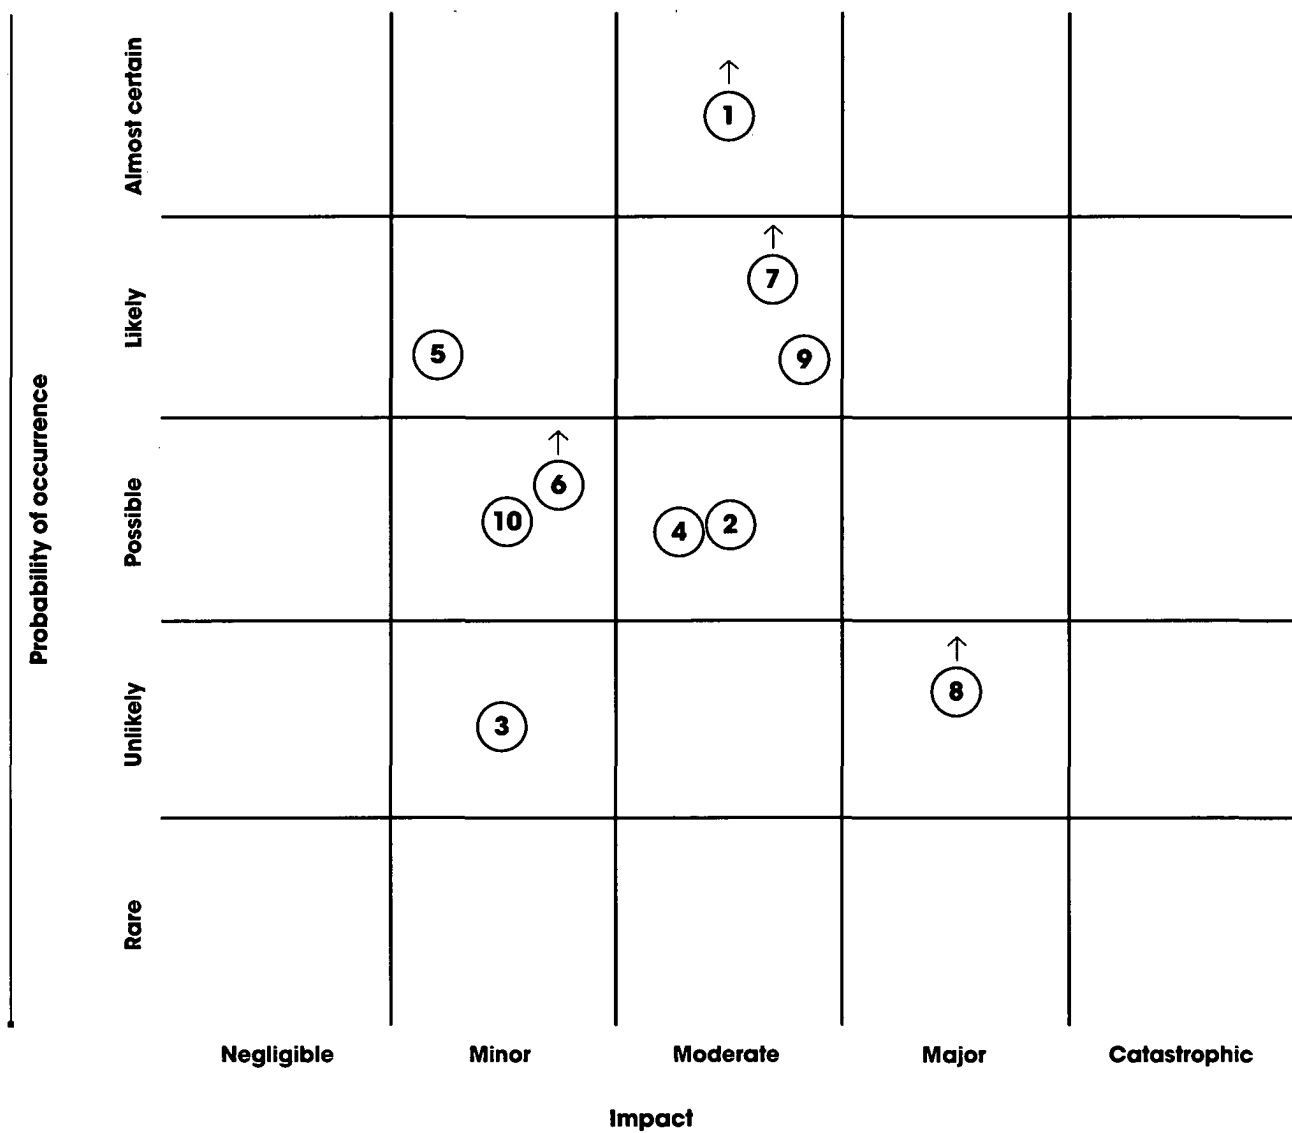 Probability of occurrence
Almost certain
↑
1
Likely
↑
7
5
9
Possible
↑
6
10
4
2
Unlikely
↑
8
3
Rare
Negligible
Minor
Moderate
Major
Catastrophic
Impact